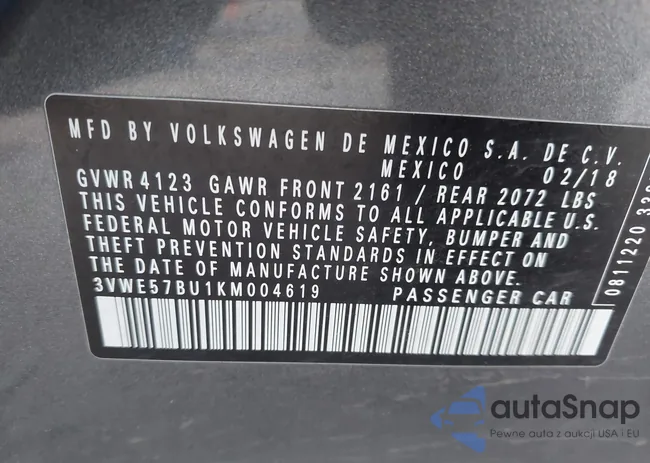 MFD BY VOLKSWAGEN DE MEXICO S.A. DE C.V.
MEXICO 02/18
GVWR 4123 GAWR FRONT 2161 / REAR 2072 LBS
THIS VEHICLE CONFORMS TO ALL APPLICABLE U.S.
FEDERAL MOTOR VEHICLE SAFETY, BUMPER AND
THEFT PREVENTION STANDARDS IN EFFECT ON
THE DATE OF MANUFACTURE SHOWN ABOVE.
3VWE57BU1KM004619 PASSENGER CAR
0811220
autoSnap
Pewne auta z aukcji USA i EU